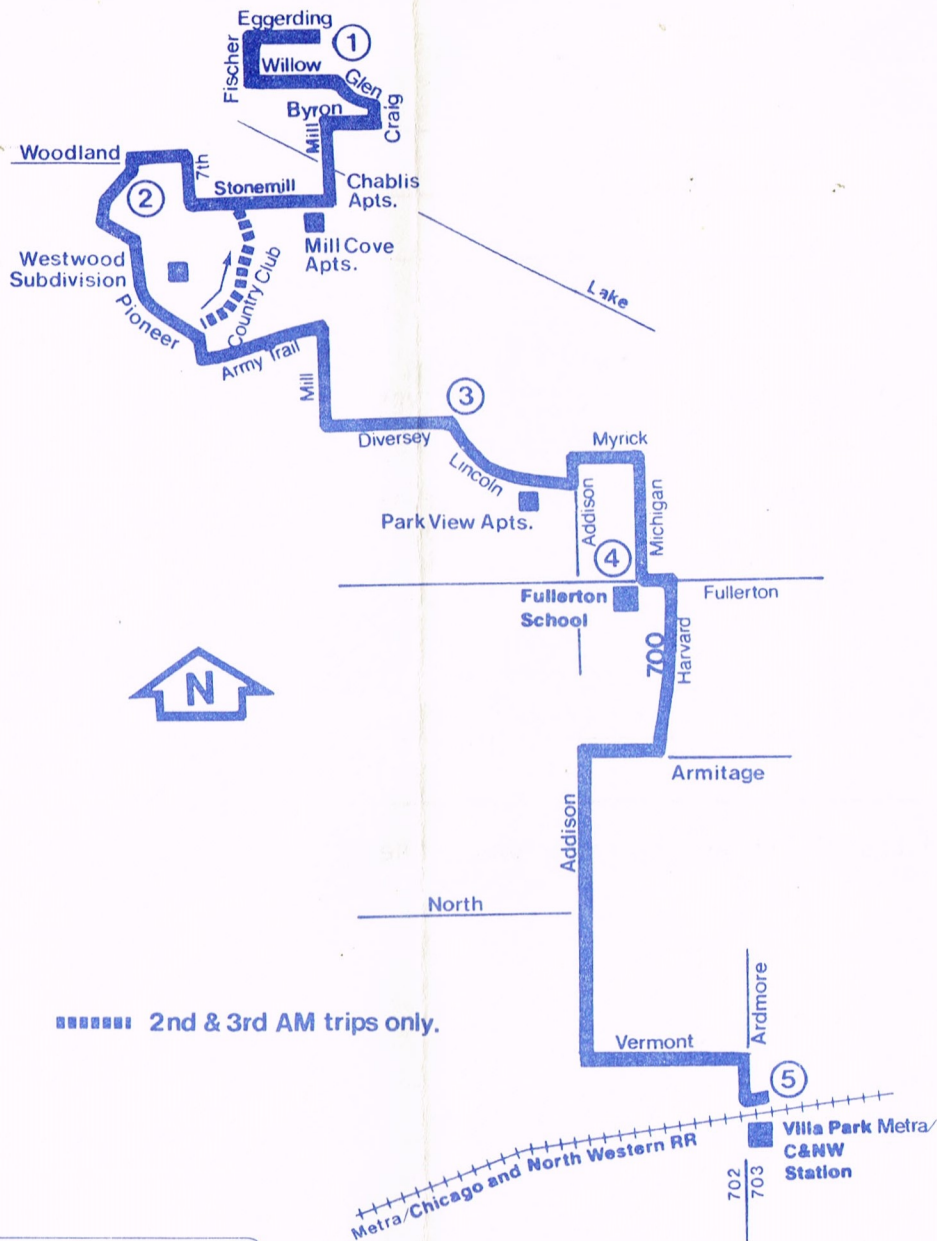 Eggerding
1
Fischer
Willow
Glen
Byron
Craig
Mill
Woodland
7th
2
Stonemill
Chablis
Apts.
Mill Cove
Apts.
Westwood
Subdivision
Country Club
Lake
Pioneer
Army Trail
Mill
3
Diversey
Lincoln
Myrick
Addison
Michigan
Park View Apts.
4
Fullerton
Fullerton
School
700
Harvard
N
Armitage
Addison
North
Ardmore
2nd & 3rd AM trips only.
Vermont
5
Villa Park Metra/
C&NW
Station
Metra/Chicago and North Western RR
702
703